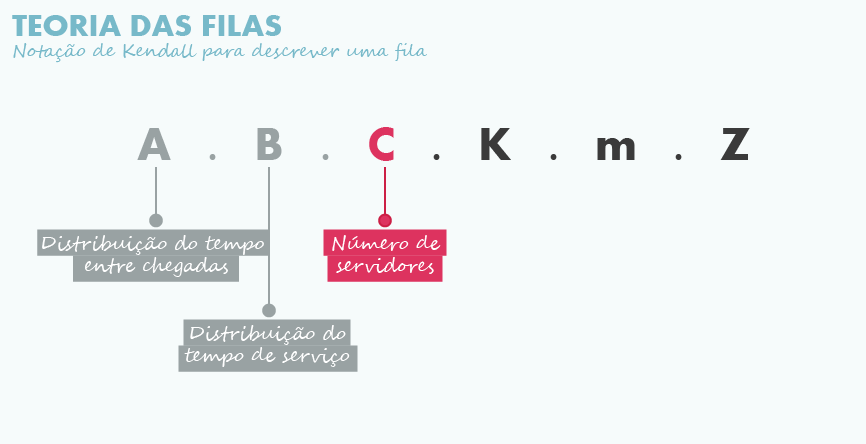 TEORIA DAS FILAS
Notação de Kendall para descrever uma fila
A . B . C . K . m . Z
Distribuição do tempo
entre chegadas
Número de
servidores
Distribuição do
tempo de serviço